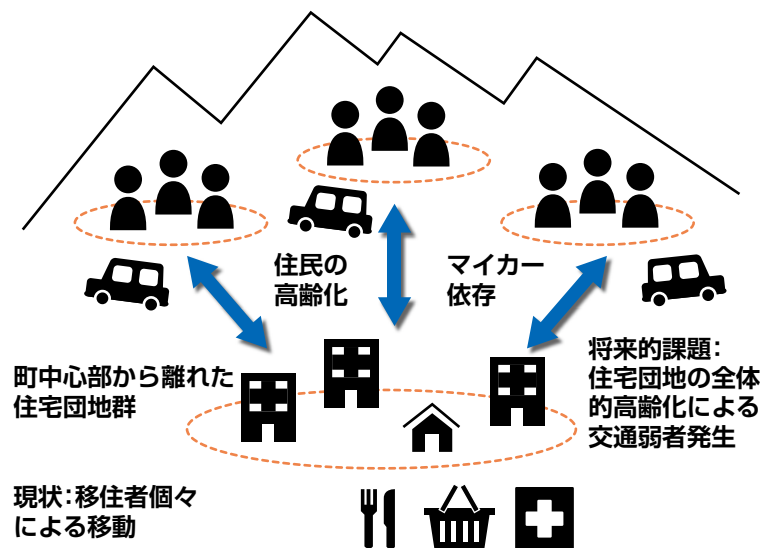 住民の
高齢化
マイカー
依存
町中心部から離れた
住宅団地群
将来的課題：
住宅団地の全体
的高齢化による
交通弱者発生
現状：移住者個々
による移動